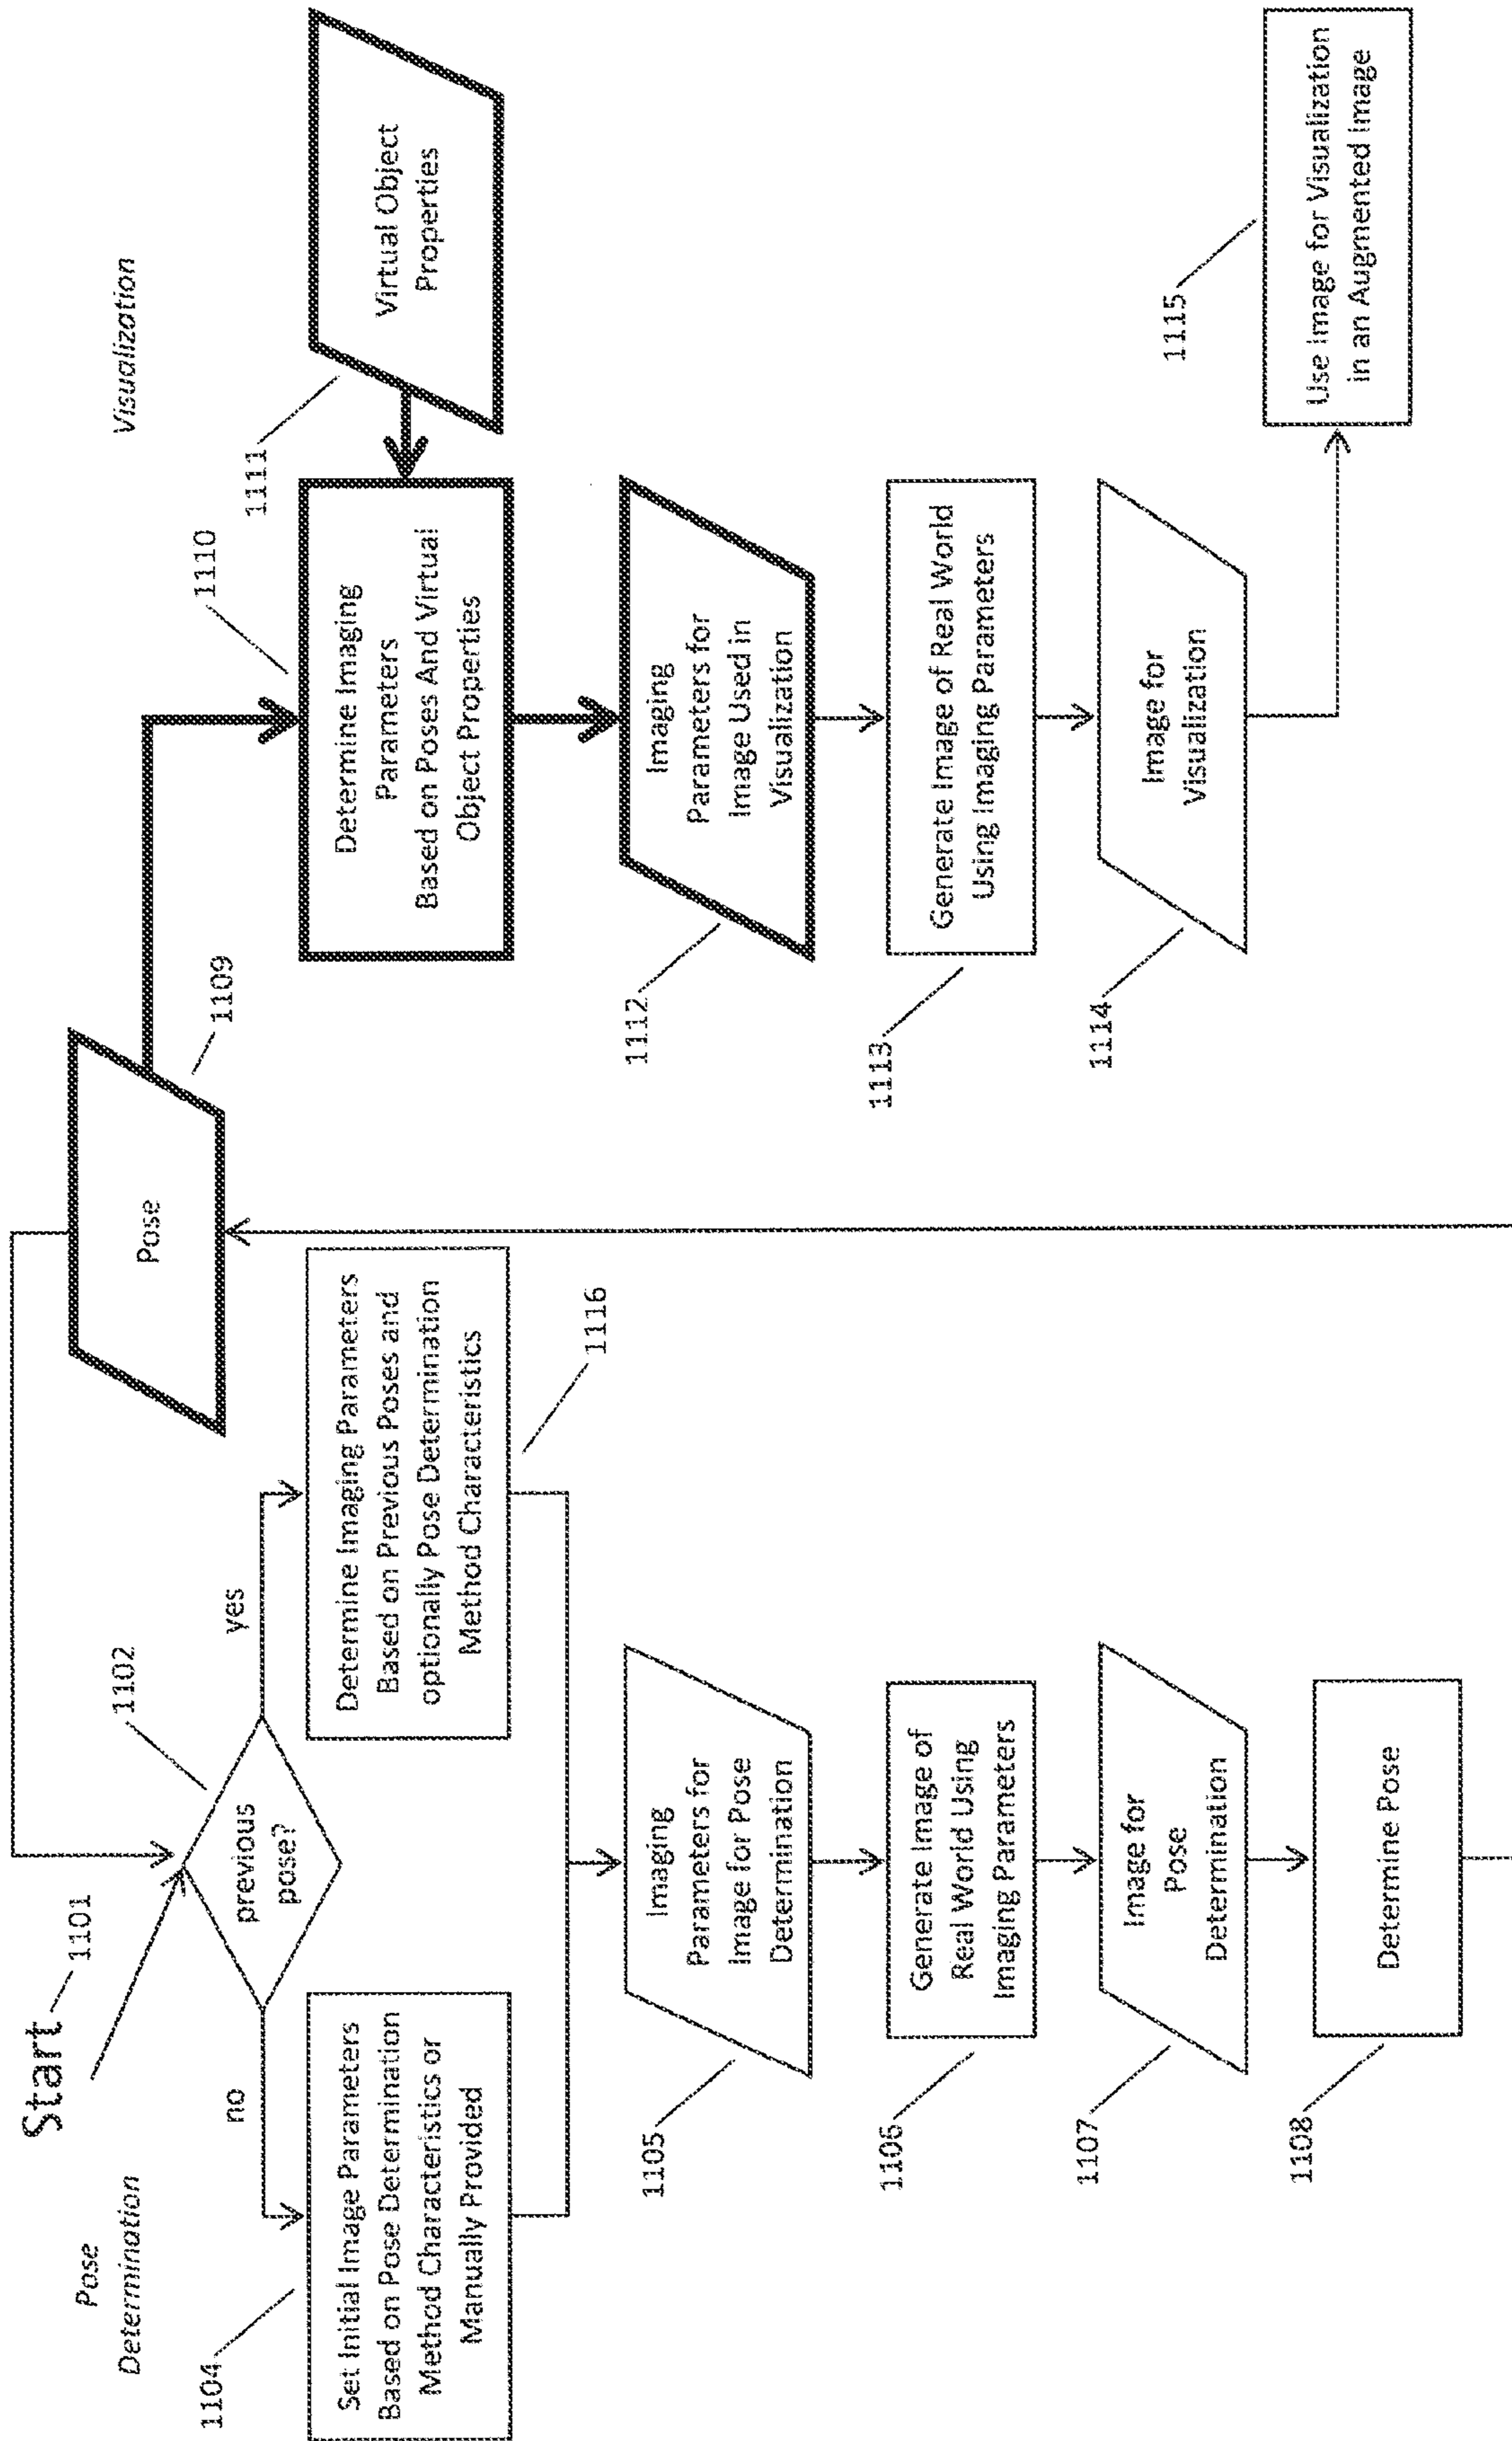 Start
1101
Pose
Determination
previous
pose?
1102
no
yes
Set Initial Image Parameters
Based on Pose Determination
Method Characteristics or
Manually Provided
1104
Determine Imaging Parameters
Based on Previous Poses and
optionally Pose Determination
Method Characteristics
1116
Imaging
Parameters for
Image for Pose
Determination
1105
Generate Image of
Real World Using
Imaging Parameters
1106
Image for
Pose
Determination
1107
Determine Pose
1108
Pose
1109
Visualization
Determine Imaging
Parameters
Based on Poses And Virtual
Object Properties
1110
Virtual Object
Properties
1111
Imaging
Parameters for
Image Used in
Visualization
1112
Generate Image of Real World
Using Imaging Parameters
1113
Image for
Visualization
1114
Use Image for Visualization
in an Augmented Image
1115